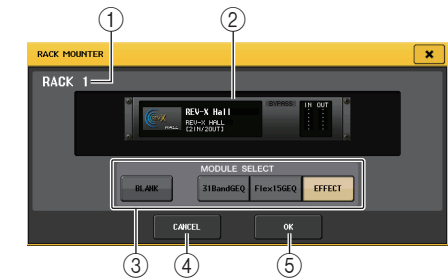 ① ②
RACK MOUNTER ×
RACK 1
REV-X Hall
REV-X HALL
[2IN/2OUT]
HALL
BYPASS
IN OUT
MODULE SELECT
BLANK 31BandGEQ Flex15GEQ EFFECT
CANCEL OK
③ ④ ⑤